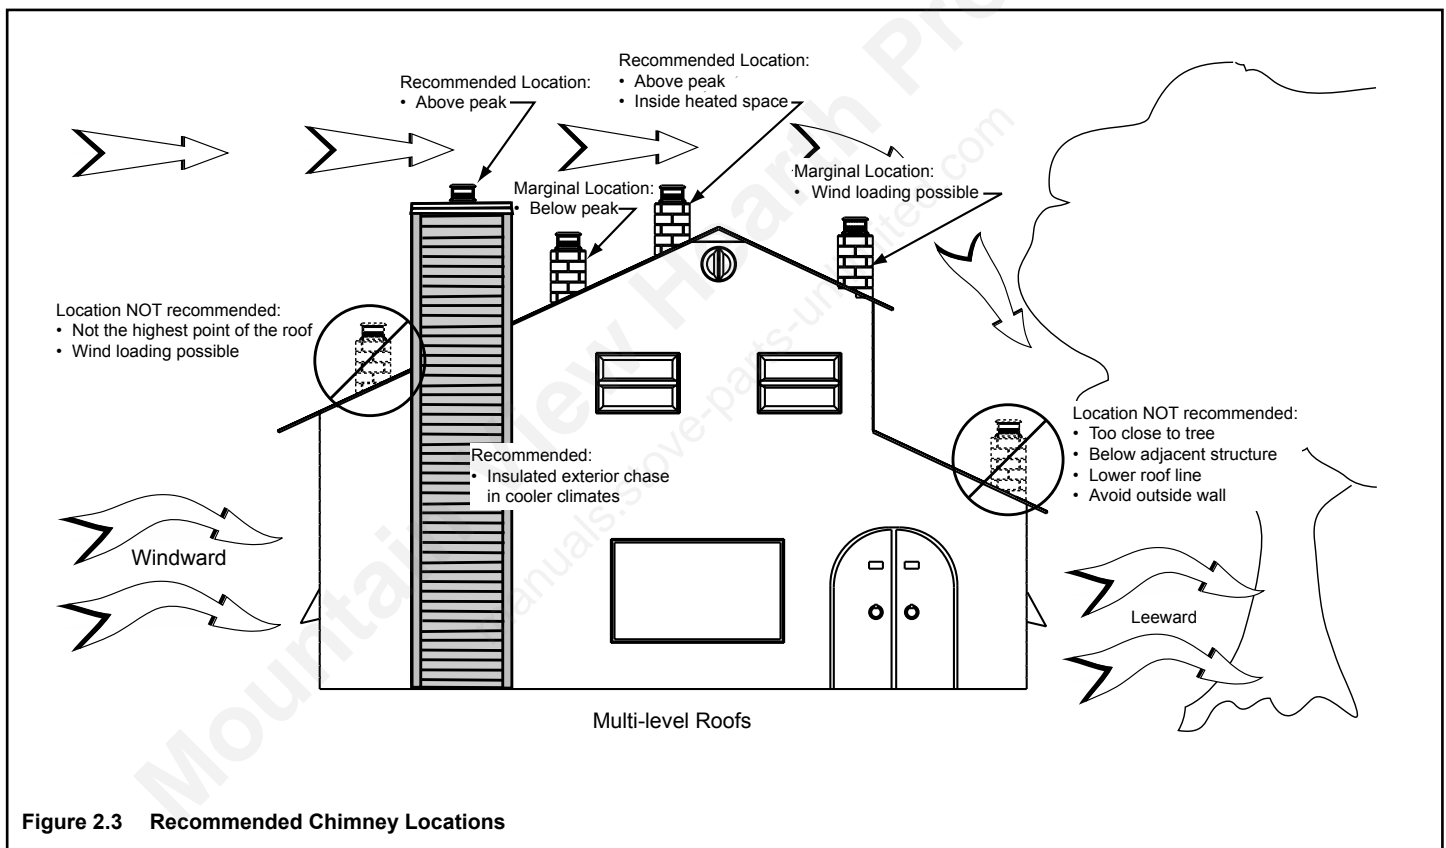 Recommended Location:
• Above peak
Recommended Location:
• Above peak
• Inside heated space
Marginal Location:
• Below peak
Marginal Location:
• Wind loading possible
Location NOT recommended:
• Not the highest point of the roof
• Wind loading possible
Location NOT recommended:
• Too close to tree
• Below adjacent structure
• Lower roof line
• Avoid outside wall
Recommended:
• Insulated exterior chase
in cooler climates
Windward
Leeward
Multi-level Roofs
Figure 2.3 Recommended Chimney Locations